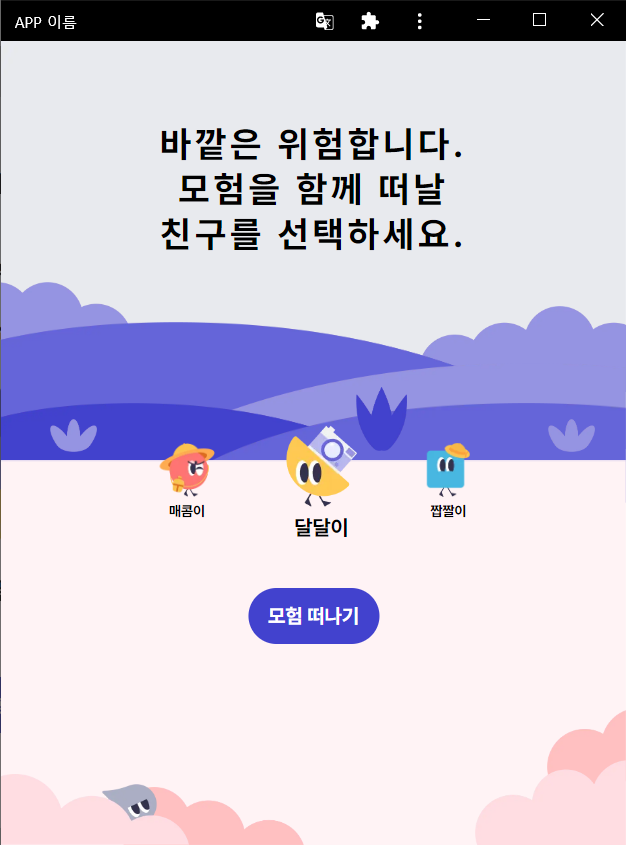 APP 이름
바깥은 위험합니다.
모험을 함께 떠날
친구를 선택하세요.
매콤이
달달이
짭짤이
모험 떠나기